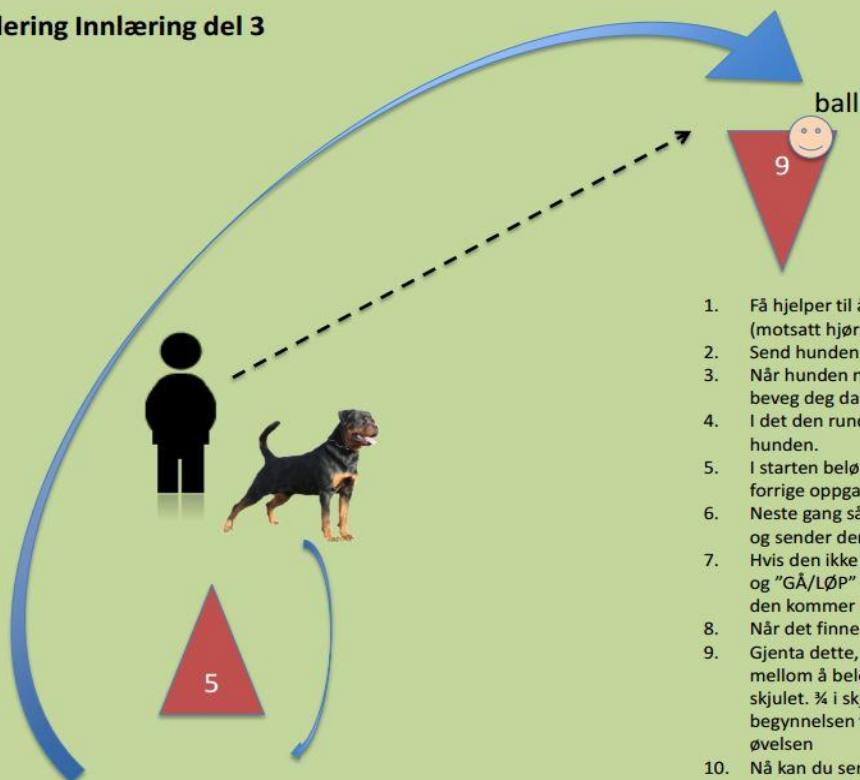 lering Innlæring del 3
ball
9
5
1. Få hjelper til å
(motsatt hjør
2. Send hunden
3. Når hunden n
beveg deg da
4. I det den rund
hunden.
5. I starten belø
forrige oppga
6. Neste gang så
og sender der
7. Hvis den ikke
og ”GÅ/LØP”
den kommer
8. Når det finne
9. Gjenta dette,
mellom å bel
skjulet. ¾ i skj
begynnelsen
øvelsen
10. Nå kan du ser